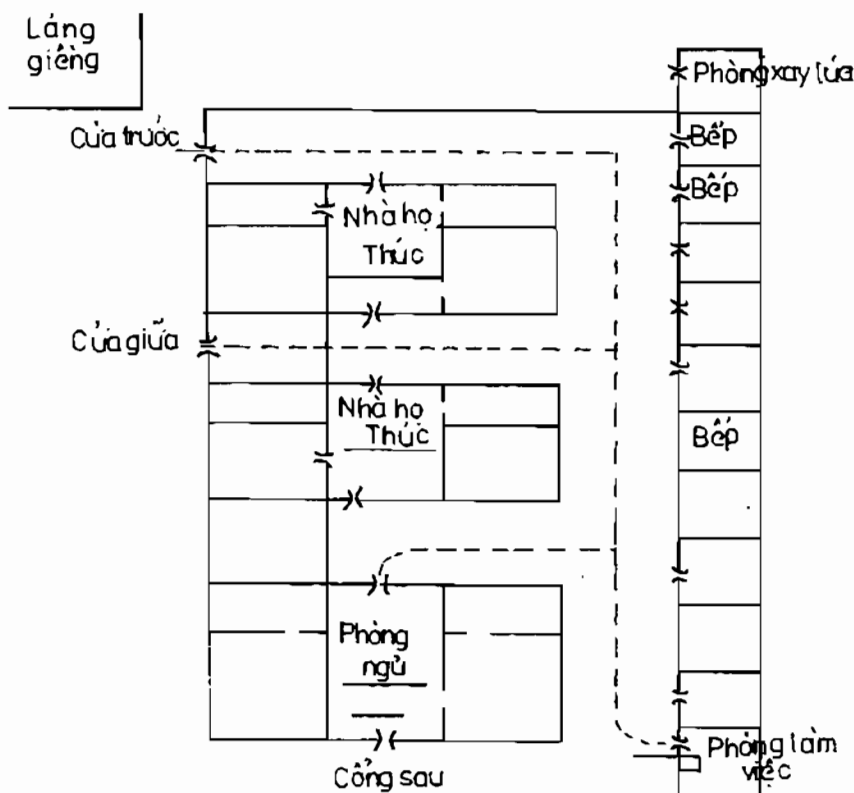 Láng
giềng
Phòng xay lúa
Cửa trước
Bếp
Bếp
Nhà họ
Thúc
Cửa giữa
Nhà họ
Thúc
Bếp
Phòng
ngủ
Phòng làm
việc
Cổng sau